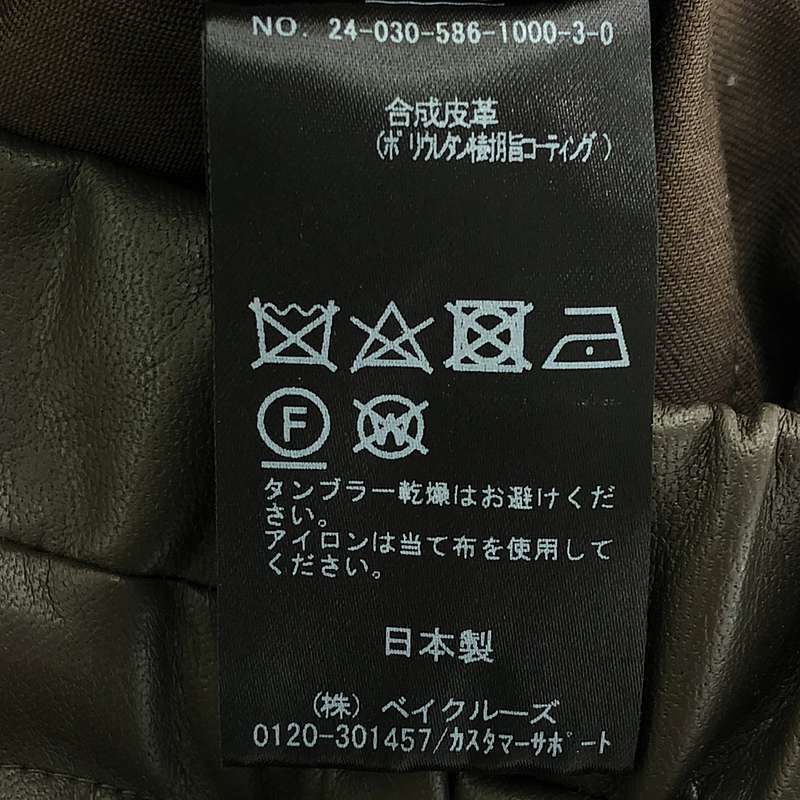 NO. 24-030-586-1000-3-0
合成皮革
(ポリウレタン樹脂コーティング)
F
W
タンブラー乾燥はお避けくだ
さい。
アイロンは当て布を使用して
ください。
日本製
(株) ベイクルーズ
0120-301457/カスタマーサポート